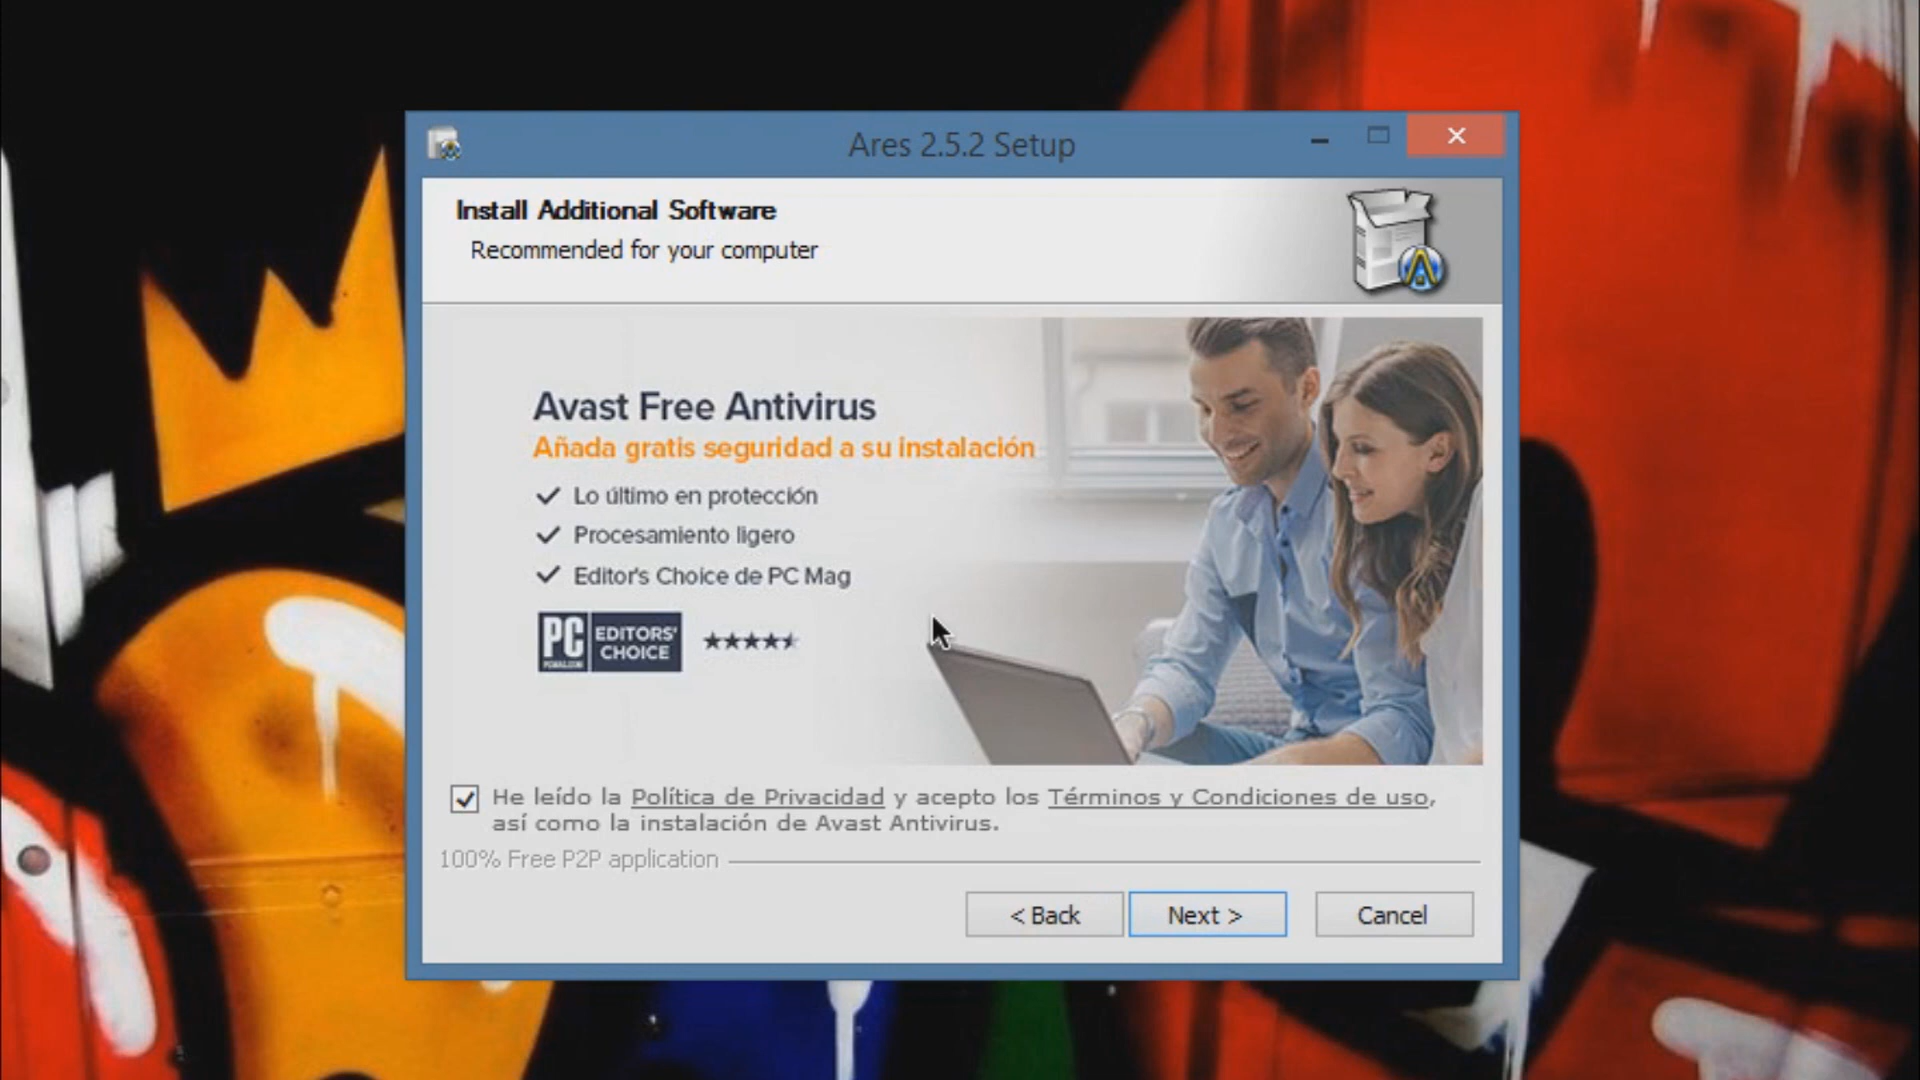 Ares 2.5.2 Setup
Install Additional Software
Recommended for your computer
Avast Free Antivirus
Añada gratis seguridad a su instalación
Lo último en protección
Procesamiento ligero
Editor's Choice de PC Mag
PC
PCMAG.COM
EDITORS'
CHOICE
He leído la Política de Privacidad y acepto los Términos y Condiciones de uso,
así como la instalación de Avast Antivirus.
100% Free P2P application
< Back
Next >
Cancel